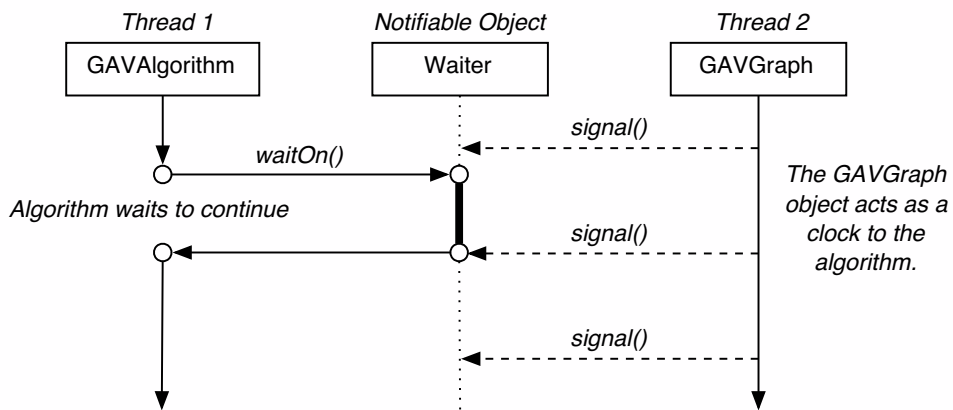 Thread 1
Notifiable Object
Thread 2
GAVAlgorithm
Waiter
GAVGraph
signal()
waitOn()
The GAVGraph
object acts as a
clock to the
algorithm.
Algorithm waits to continue
signal()
signal()